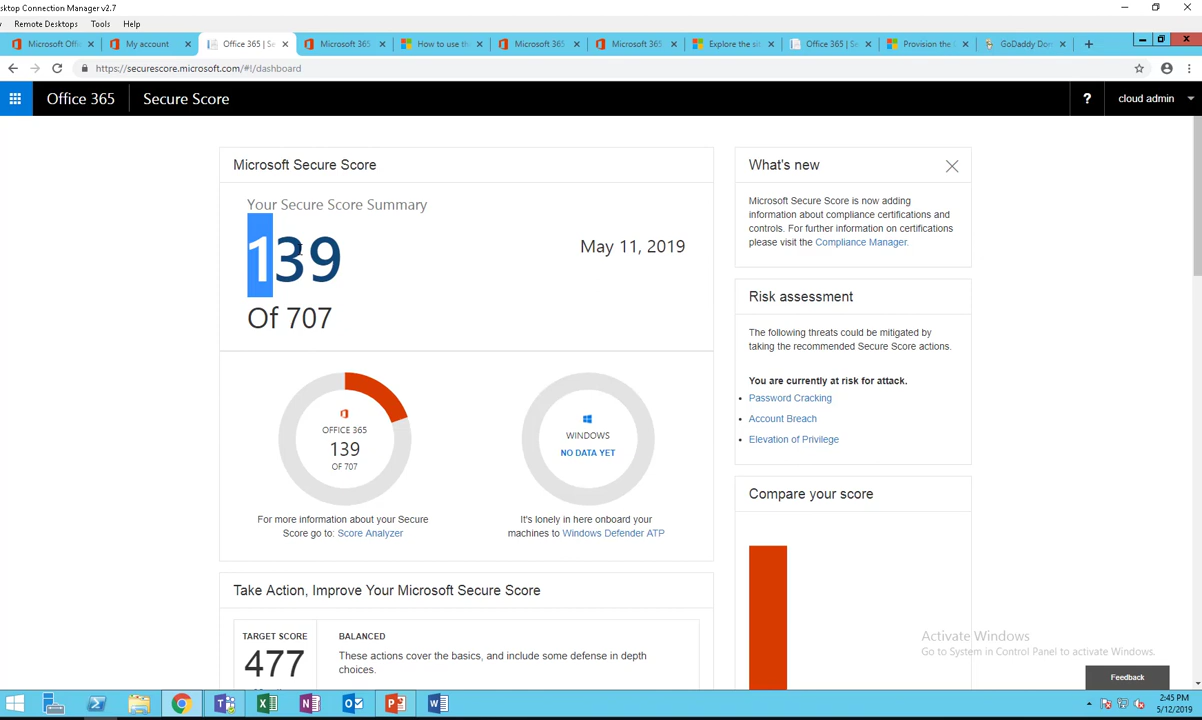 sktop Connection Manager v2.7
Remote Desktops Tools Help
Microsoft Offi
My account
Office 365 | Se
Microsoft 365
How to use th
Microsoft 365
Microsoft 365
Explore the se
Office 365 | Se
Provision the
GoDaddy Don
https://securescore.microsoft.com/#!/dashboard
Office 365 Secure Score ? cloud admin
Microsoft Secure Score
Your Secure Score Summary
139
May 11, 2019
Of 707
OFFICE 365
139
OF 707
For more information about your Secure
Score go to: Score Analyzer
WINDOWS
NO DATA YET
It's lonely in here onboard your
machines to Windows Defender ATP
Take Action, Improve Your Microsoft Secure Score
TARGET SCORE
477
BALANCED
These actions cover the basics, and include some defense in depth
choices.
What's new
Microsoft Secure Score is now adding
information about compliance certifications and
controls. For further information on certifications
please visit the Compliance Manager.
Risk assessment
The following threats could be mitigated by
taking the recommended Secure Score actions.
You are currently at risk for attack.
• Password Cracking
• Account Breach
• Elevation of Privilege
Compare your score
Activate Windows
Go to System in Control Panel to activate Windows.
Feedback
2:45 PM
5/12/2019